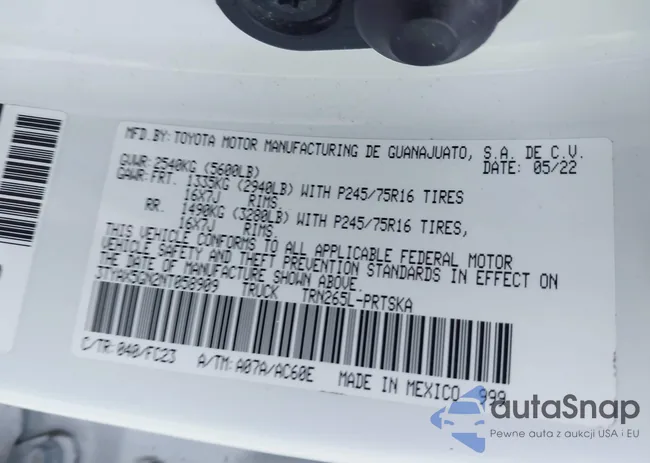 MFD.BY: TOYOTA MOTOR MANUFACTURING DE GUANAJUATO, S.A. DE C.V.
GVWR: 2540KG (5600LB) DATE: 05/22
GAWR: FRT. 1335KG (2940LB) WITH P245/75R16 TIRES
16X7J RIMS.
RR. 1490KG (3280LB) WITH P245/75R16 TIRES,
16X7J RIMS.
THIS VEHICLE CONFORMS TO ALL APPLICABLE FEDERAL MOTOR
VEHICLE SAFETY AND THEFT PREVENTION STANDARDS IN EFFECT ON
THE DATE OF MANUFACTURE SHOWN ABOVE.
3TYAX5GN2NT050909 TRUCK TRN265L-PRTSKA
C/TR: 040/FC23 A/TM: A07A/AC60E MADE IN MEXICO 999
autaSnap
Pewne auta z aukcji USA i EU